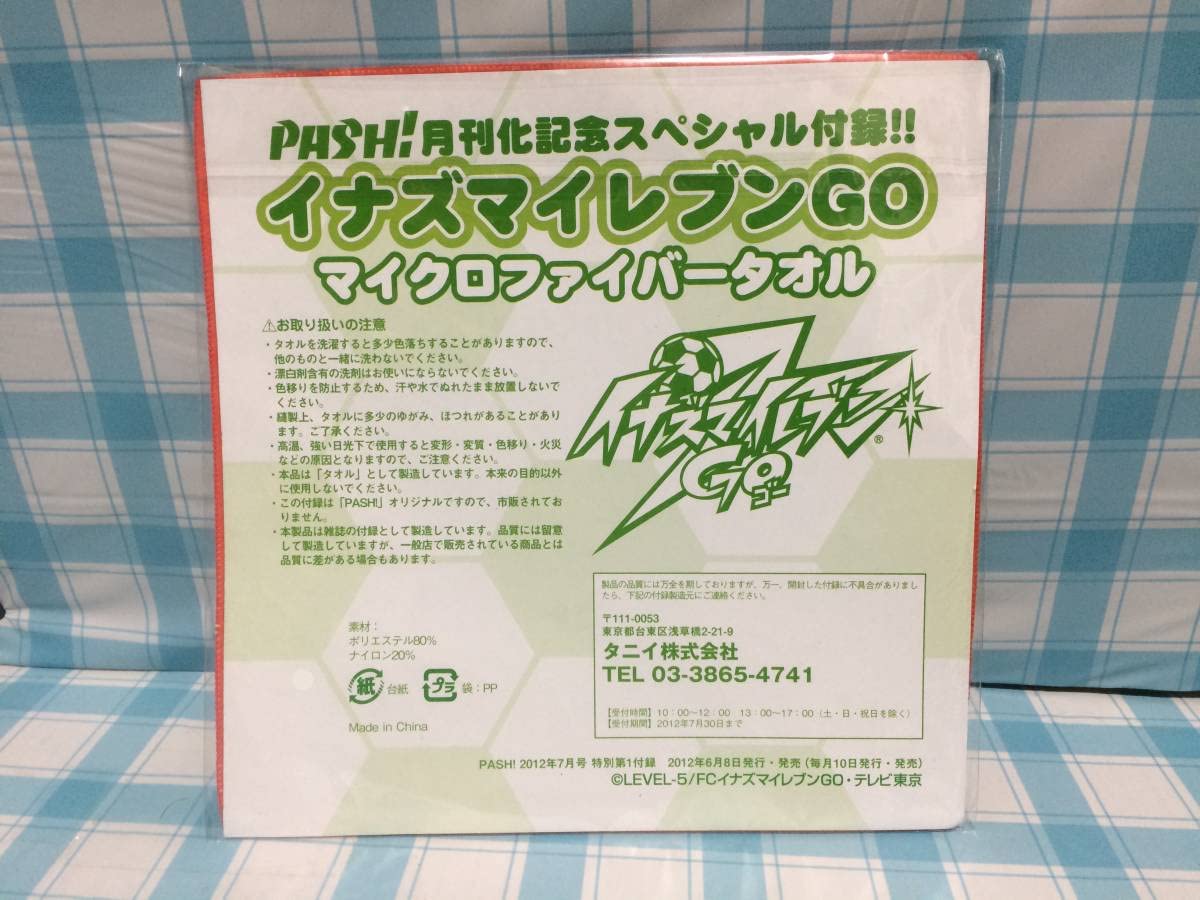 PASH!月刊化記念スペシャル付録!!
イナズマイレブンGO
マイクロファイバータオル
⚠お取り扱いの注意
・タオルを洗濯すると多少色落ちすることがありますので、
他のものと一緒に洗わないでください。
・漂白剤含有の洗剤はお使いにならないでください。
・色移りを防止するため、汗や水でぬれたまま放置しないで
ください。
・縫製上、タオルに多少のゆがみ、ほつれがあることがあり
ます。ご了承ください。
・高温、強い日光下で使用すると変形・変質・色移り・火災
などの原因となりますので、ご注意ください。
・本品は「タオル」として製造しています。本来の目的以外
に使用しないでください。
・この付録は「PASH!」オリジナルですので、市販されてお
りません。
・本製品は雑誌の付録として製造しています。品質には留意
して製造していますが、一般店で販売されている商品とは
品質に差がある場合もあります。
イナズマイレブン®
GO
ゴー
素材：
ポリエステル80%
ナイロン20%
紙 台紙 プラ 袋：PP
Made in China
製品の品質には万全を期しておりますが、万一、開封した付録に不具合がありまし
たら、下記の付録製造元にご連絡ください。
〒111-0053
東京都台東区浅草橋2-21-9
タニイ株式会社
TEL 03-3865-4741
【受付時間】10：00～12：00 13：00～17：00（土・日・祝日を除く）
【受付期間】2012年7月30日まで
PASH! 2012年7月号 特別第1付録 2012年6月8日発行・発売（毎月10日発行・発売）
©LEVEL-5/FCイナズマイレブンGO・テレビ東京